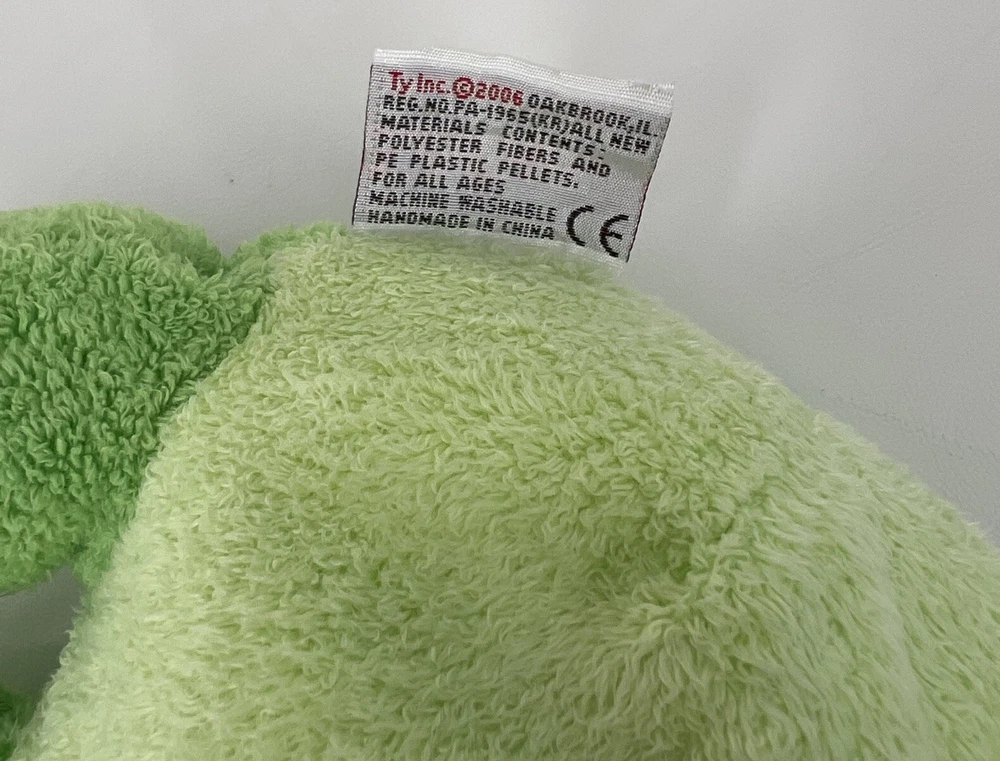 Ty Inc. ©2006 OAKBROOK, IL.
REG.NO.PA-1965(KR) ALL NEW
MATERIALS CONTENTS-
POLYESTER FIBERS AND
PE PLASTIC PELLETS.
FOR ALL AGES
MACHINE WASHABLE
HANDMADE IN CHINA CE